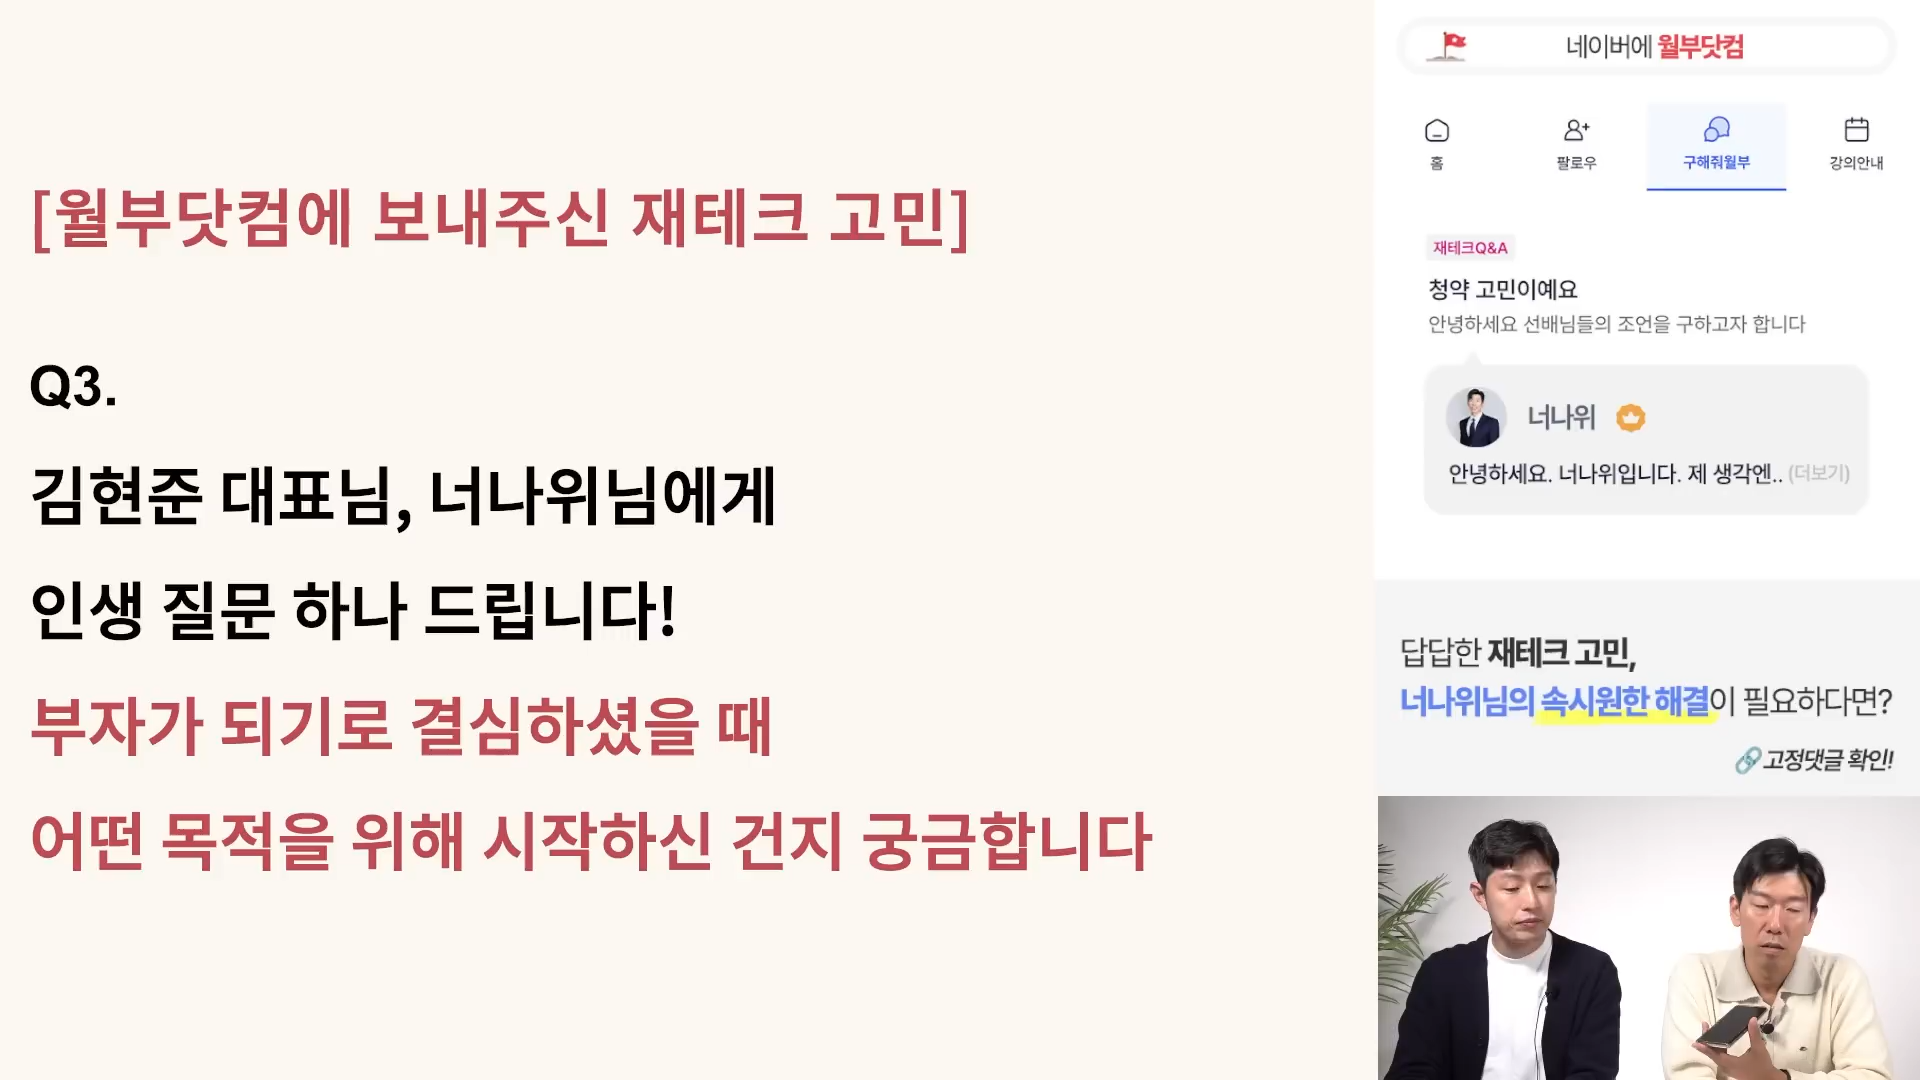 [월부닷컴에 보내주신 재테크 고민]
Q3.
김현준 대표님, 너나위님에게
인생 질문 하나 드립니다!
부자가 되기로 결심하셨을 때
어떤 목적을 위해 시작하신 건지 궁금합니다
네이버에 월부닷컴
홈
팔로우
구해줘월부
강의안내
재테크Q&A
청약 고민이예요
안녕하세요 선배님들의 조언을 구하고자 합니다
너나위
안녕하세요. 너나위입니다. 제 생각엔.. (더보기)
답답한 재테크 고민,
너나위님의 속시원한 해결이 필요하다면?
고정댓글 확인!